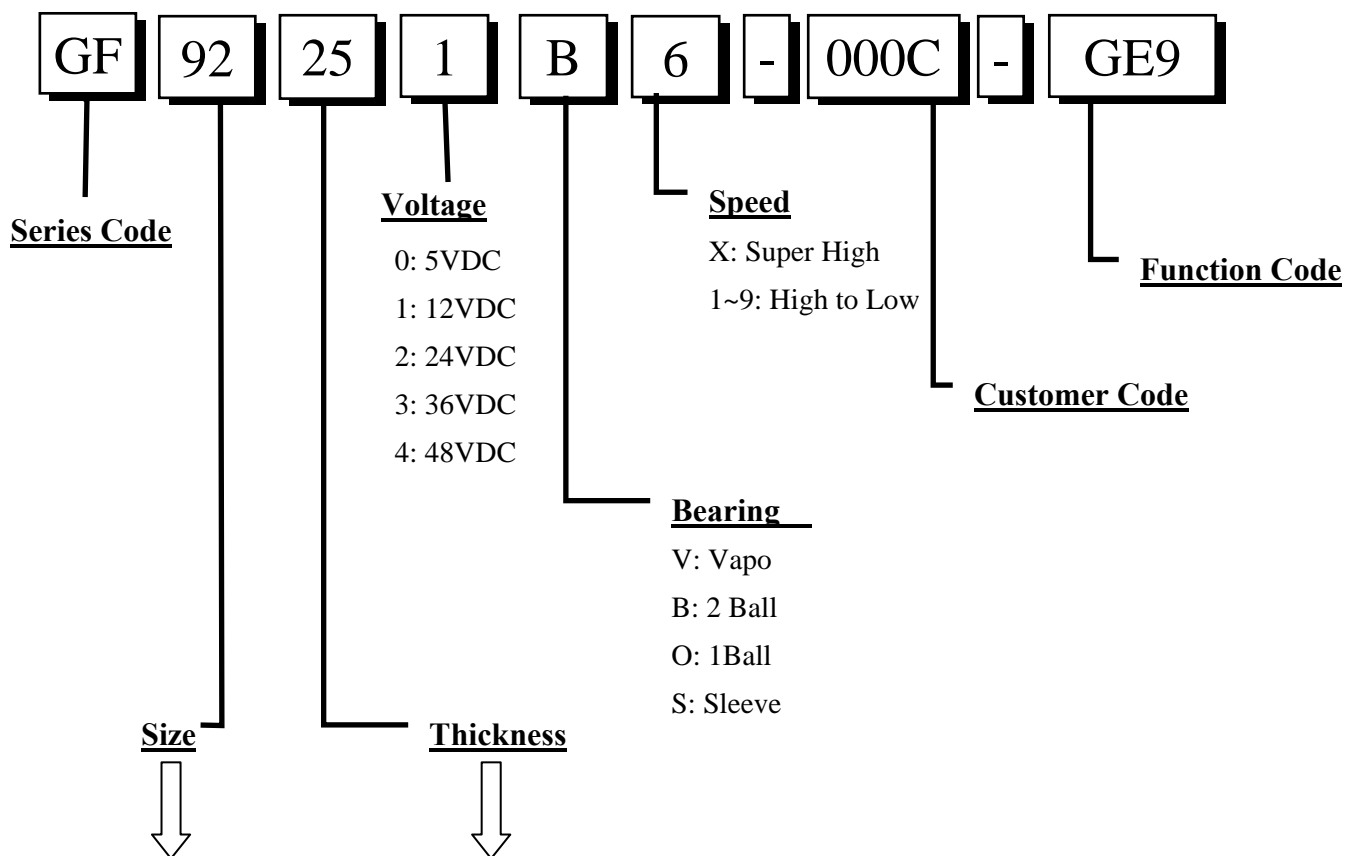 GF 92 25 1 B 6 - 000C - GE9
Series Code
Voltage
0: 5VDC
1: 12VDC
2: 24VDC
3: 36VDC
4: 48VDC
Speed
X: Super High
1~9: High to Low
Function Code
Customer Code
Bearing
V: Vapo
B: 2 Ball
O: 1Ball
S: Sleeve
Size
Thickness